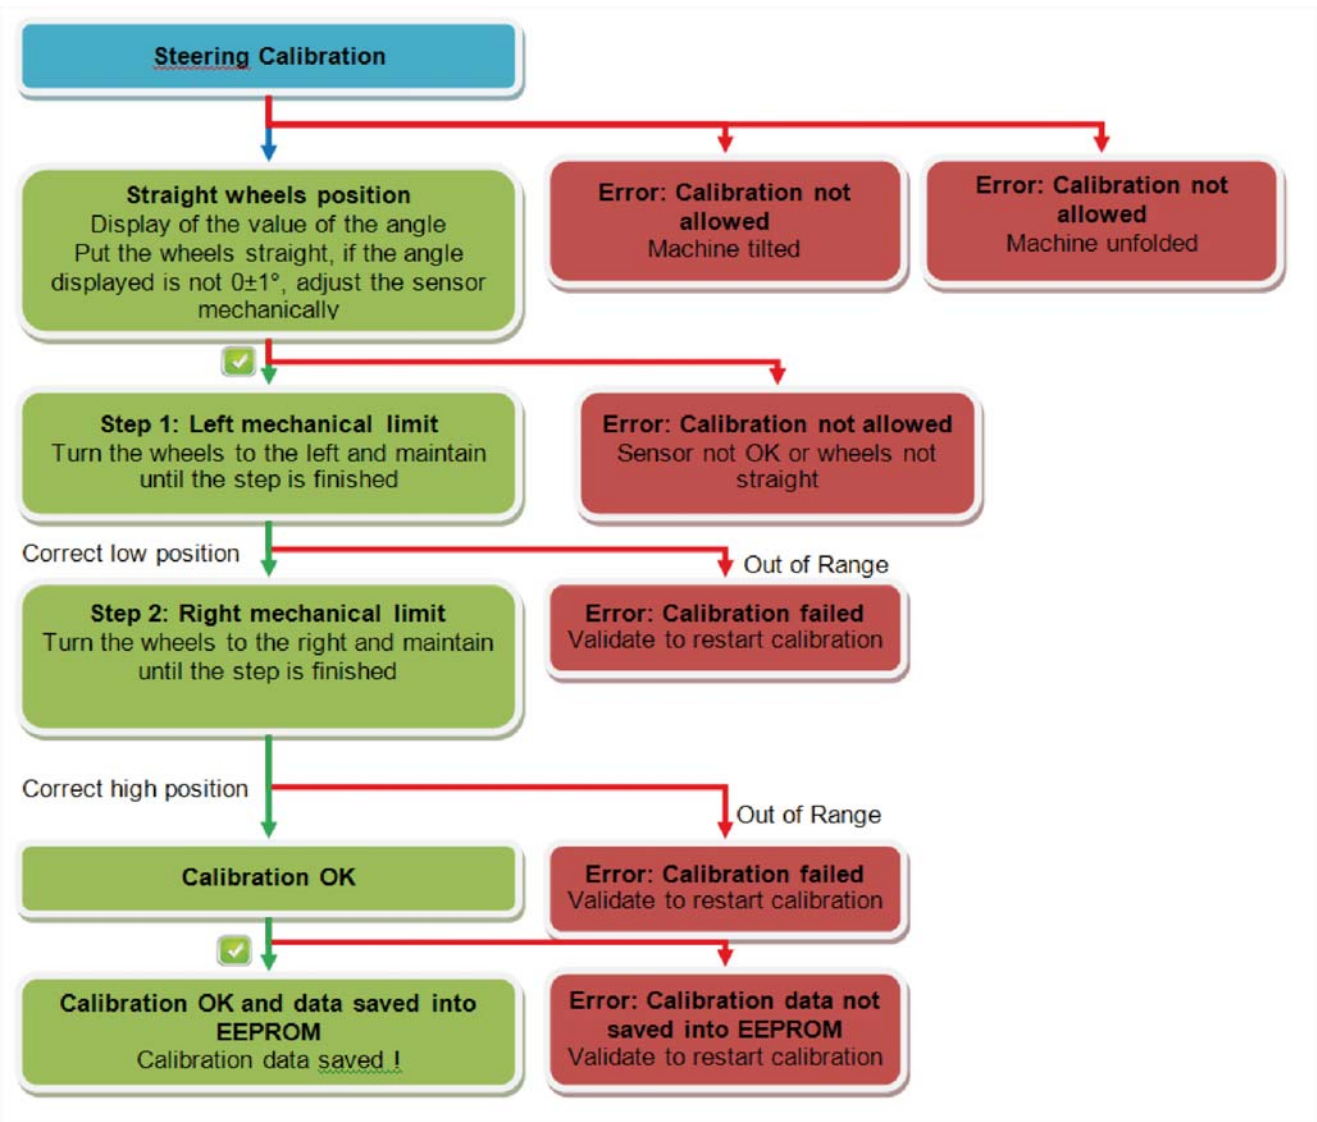 Steering Calibration
Straight wheels position
Display of the value of the angle
Put the wheels straight, if the angle
displayed is not 0±1°, adjust the sensor
mechanically
Error: Calibration not
allowed
Machine tilted
Error: Calibration not
allowed
Machine unfolded
Step 1: Left mechanical limit
Turn the wheels to the left and maintain
until the step is finished
Error: Calibration not allowed
Sensor not OK or wheels not
straight
Correct low position
Out of Range
Step 2: Right mechanical limit
Turn the wheels to the right and maintain
until the step is finished
Error: Calibration failed
Validate to restart calibration
Correct high position
Out of Range
Calibration OK
Error: Calibration failed
Validate to restart calibration
Calibration OK and data saved into
EEPROM
Calibration data saved !
Error: Calibration data not
saved into EEPROM
Validate to restart calibration